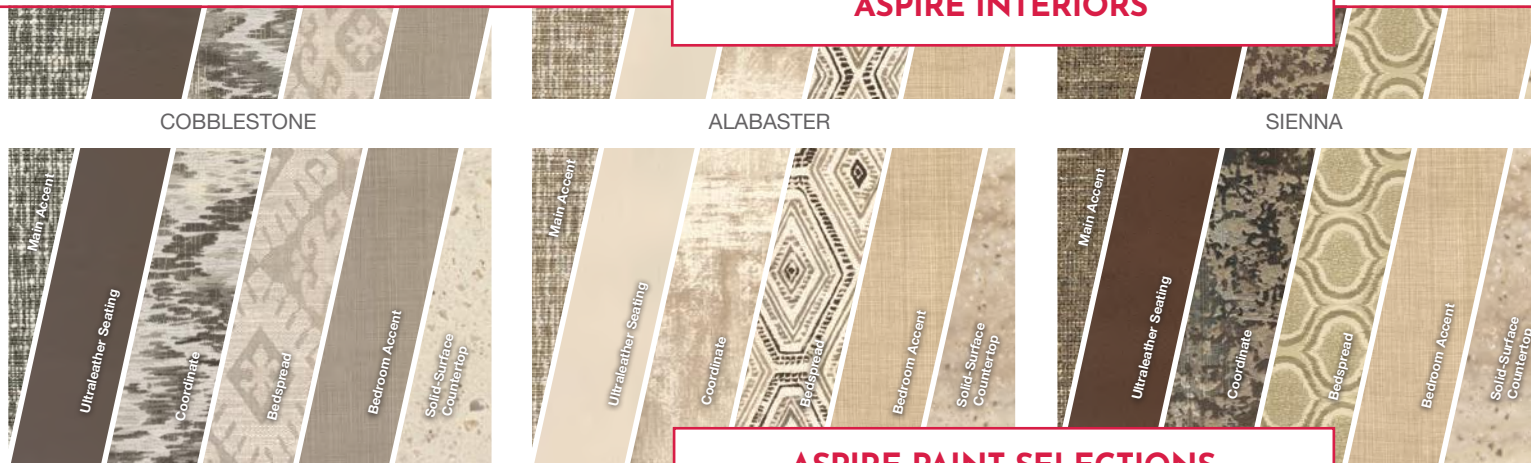 ASPIRE INTERIORS
COBBLESTONE
ALABASTER
SIENNA
Main Accent
Ultraleather Seating
Coordinate
Bedspread
Bedroom Accent
Solid-Surface
Countertop
Main Accent
Ultraleather Seating
Coordinate
Bedspread
Bedroom Accent
Solid-Surface
Countertop
Main Accent
Ultraleather Seating
Coordinate
Bedspread
Bedroom Accent
Solid-Surface
Countertop
ASPIRE PAINT SELECTIONS